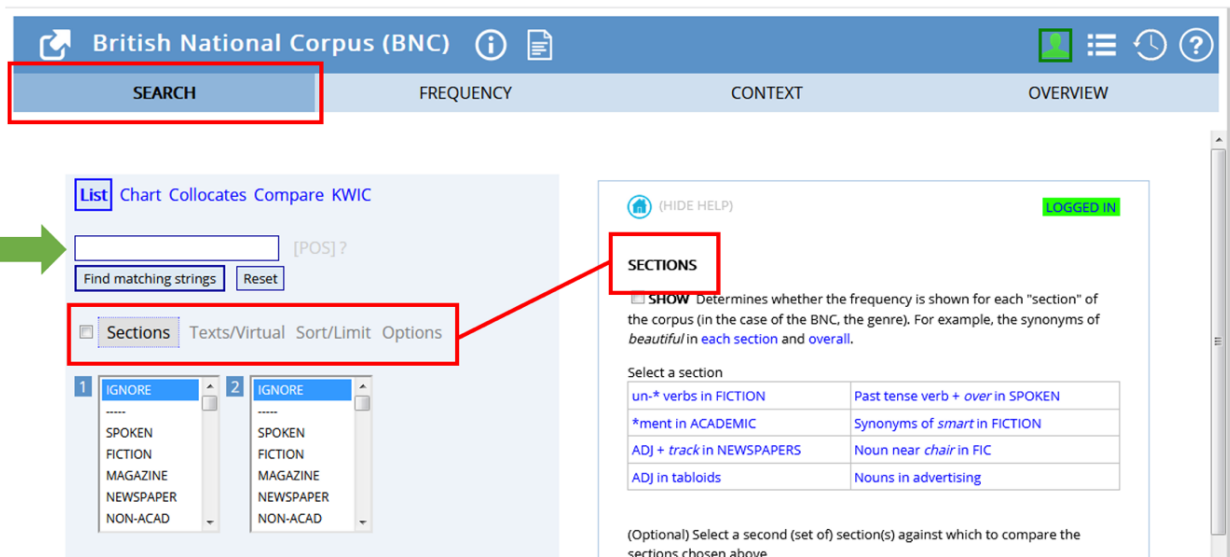 British National Corpus (BNC)
SEARCH FREQUENCY CONTEXT OVERVIEW
List Chart Collocates Compare KWIC
[POS] ?
Find matching strings Reset
Sections Texts/Virtual Sort/Limit Options
1 IGNORE
-----
SPOKEN
FICTION
MAGAZINE
NEWSPAPER
NON-ACAD
2 IGNORE
-----
SPOKEN
FICTION
MAGAZINE
NEWSPAPER
NON-ACAD
(HIDE HELP) LOGGED IN
SECTIONS
SHOW Determines whether the frequency is shown for each "section" of
the corpus (in the case of the BNC, the genre). For example, the synonyms of
beautiful in each section and overall.
Select a section
un-* verbs in FICTION Past tense verb + over in SPOKEN
*ment in ACADEMIC Synonyms of smart in FICTION
ADJ + track in NEWSPAPERS Noun near chair in FIC
ADJ in tabloids Nouns in advertising
(Optional) Select a second (set of) section(s) against which to compare the
sections chosen above